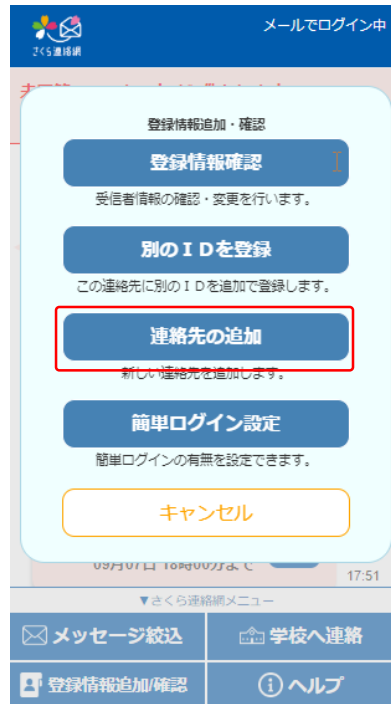 さくら連絡網
メールでログイン中
登録情報追加・確認
登録情報確認
受信者情報の確認・変更を行います。
別のＩＤを登録
この連絡先に別のＩＤを追加で登録します。
連絡先の追加
新しい連絡先を追加します。
簡単ログイン設定
簡単ログインの有無を設定できます。
キャンセル
09月07日 18時00分まで
17:51
▼さくら連絡網メニュー
メッセージ絞込
学校へ連絡
登録情報追加/確認
ヘルプ